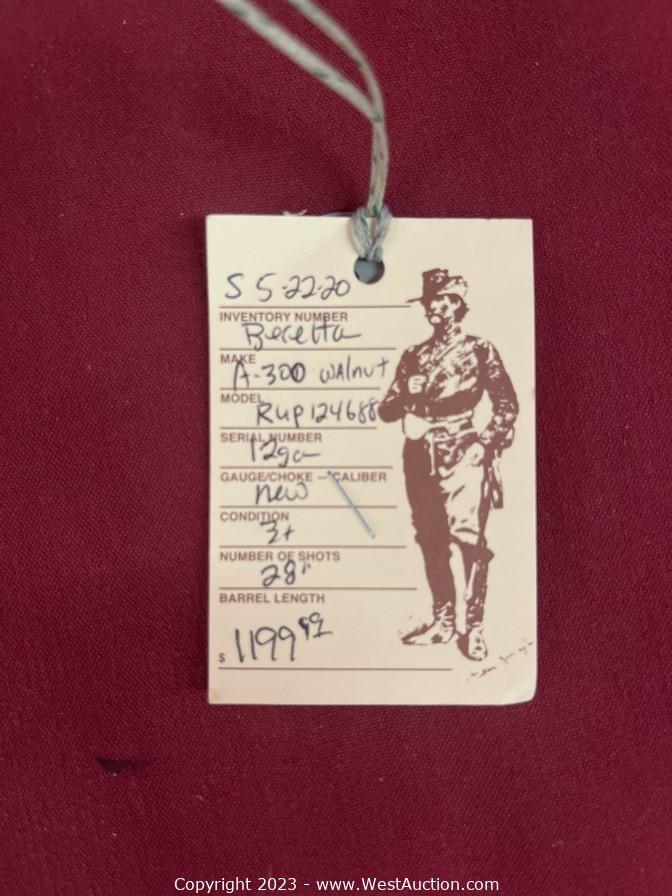 S 5-22-20
INVENTORY NUMBER
Beretta
MAKE
A-300 walnut
MODEL
RUP124688
SERIAL NUMBER
12ga
GAUGE/CHOKE – CALIBER
new
CONDITION
3+
NUMBER OF SHOTS
28"
BARREL LENGTH
$ 1199 99
Copyright 2023 - www.WestAuction.com